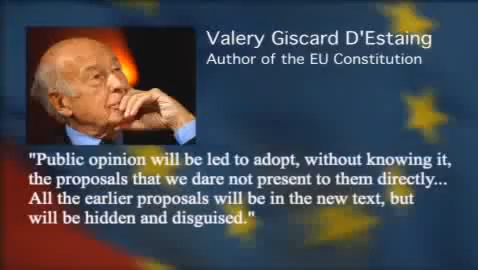 Valery Giscard D'Estaing
Author of the EU Constitution
"Public opinion will be led to adopt, without knowing it,
the proposals that we dare not present to them directly...
All the earlier proposals will be in the new text, but
will be hidden and disguised."